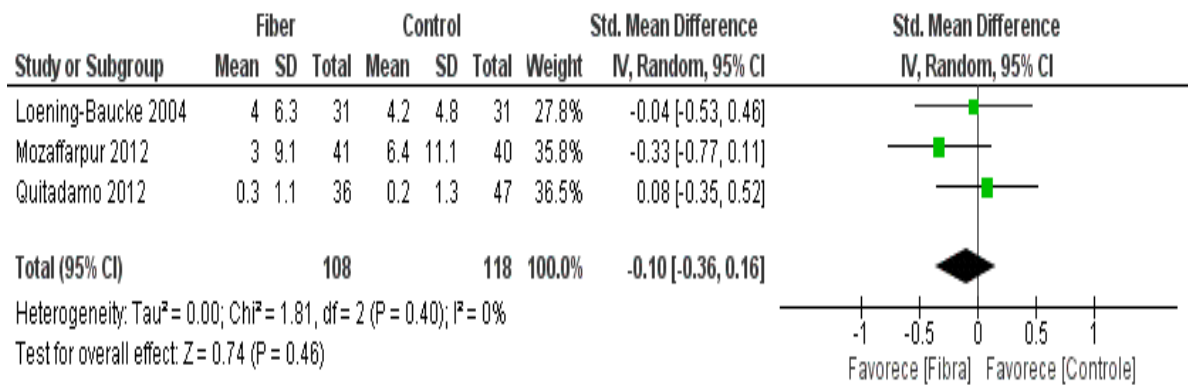 Fiber Control Std. Mean Difference Std. Mean Difference
Study or Subgroup Mean SD Total Mean SD Total Weight IV, Random, 95% CI IV, Random, 95% CI
Loening-Baucke 2004 4 6.3 31 4.2 4.8 31 27.8% -0.04 [-0.53, 0.46]
Mozaffarpur 2012 3 9.1 41 6.4 11.1 40 35.8% -0.33 [-0.77, 0.11]
Quitadamo 2012 0.3 1.1 36 0.2 1.3 47 36.5% 0.08 [-0.35, 0.52]
Total (95% CI) 108 118 100.0% -0.10 [-0.36, 0.16]
Heterogeneity: Tau² = 0.00; Chi² = 1.81, df = 2 (P = 0.40); I² = 0%
Test for overall effect: Z = 0.74 (P = 0.46)
-1 -0.5 0 0.5 1
Favorece [Fibra] Favorece [Controle]